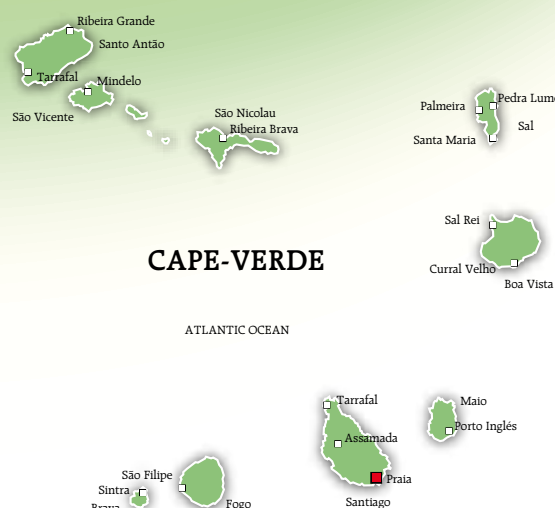 Ribeira Grande
Santo Antão
Tarrafal
Mindelo
São Vicente
São Nicolau
Ribeira Brava
Palmeira
Pedra Lume
Sal
Santa Maria
Sal Rei
CAPE-VERDE
Curral Velho
Boa Vista
ATLANTIC OCEAN
Tarrafal
Maio
Porto Inglés
Assamada
São Filipe
Praia
Sintra
Santiago
Fogo
Brava